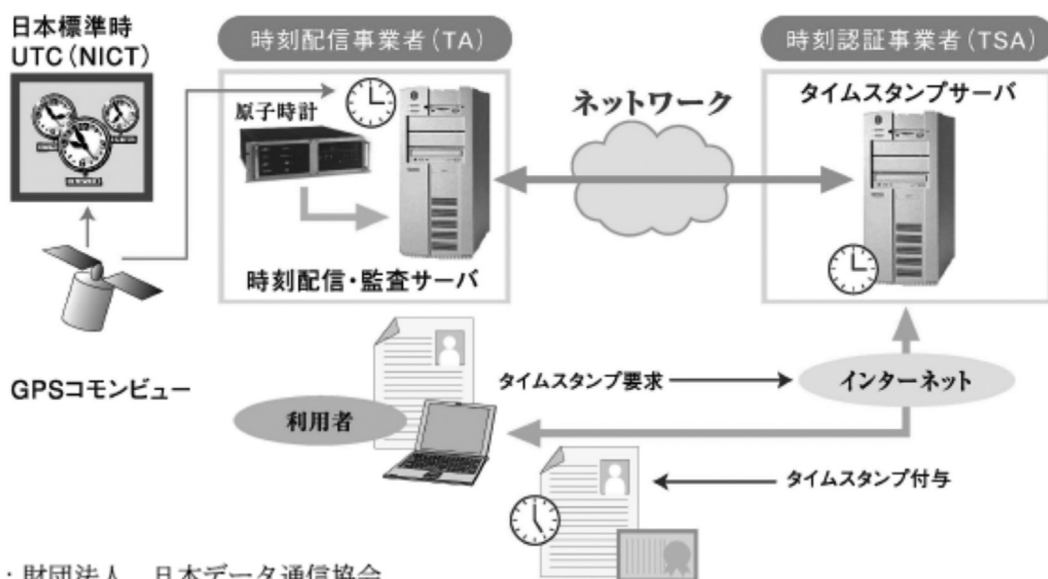 日本標準時
UTC(NICT)
時刻配信事業者(TA)
原子時計
時刻配信・監査サーバ
ネットワーク
時刻認証事業者(TSA)
タイムスタンプサーバ
GPSコモンビュー
利用者
タイムスタンプ要求
インターネット
タイムスタンプ付与
:財団法人 日本データ通信協会